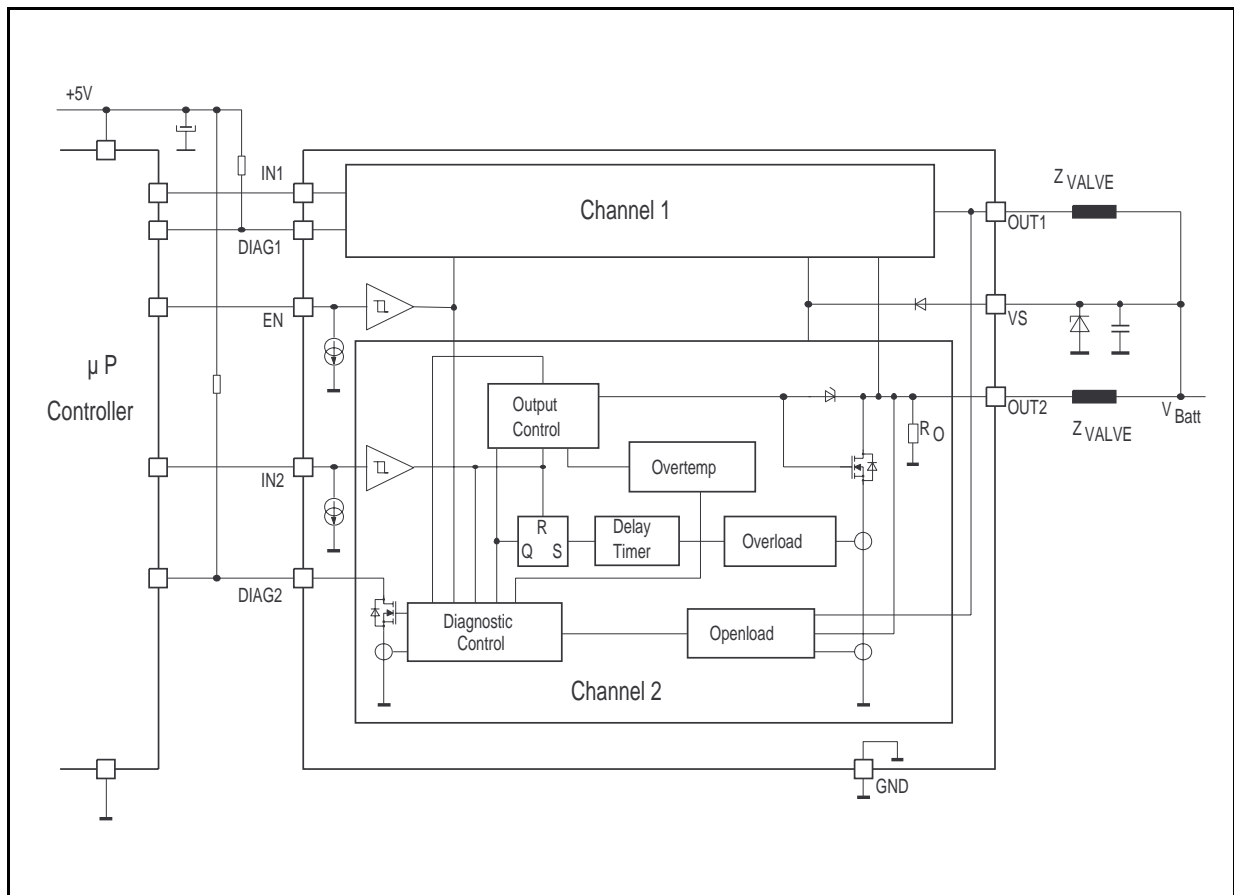 +5V
IN1
Z VALVE
Channel 1
OUT1
DIAG1
EN
VS
µ P
Controller
Output
Control
OUT2
V Batt
R O
Z VALVE
Overtemp
IN2
R
Q S
Delay
Timer
Overload
DIAG2
Diagnostic
Control
Openload
Channel 2
GND